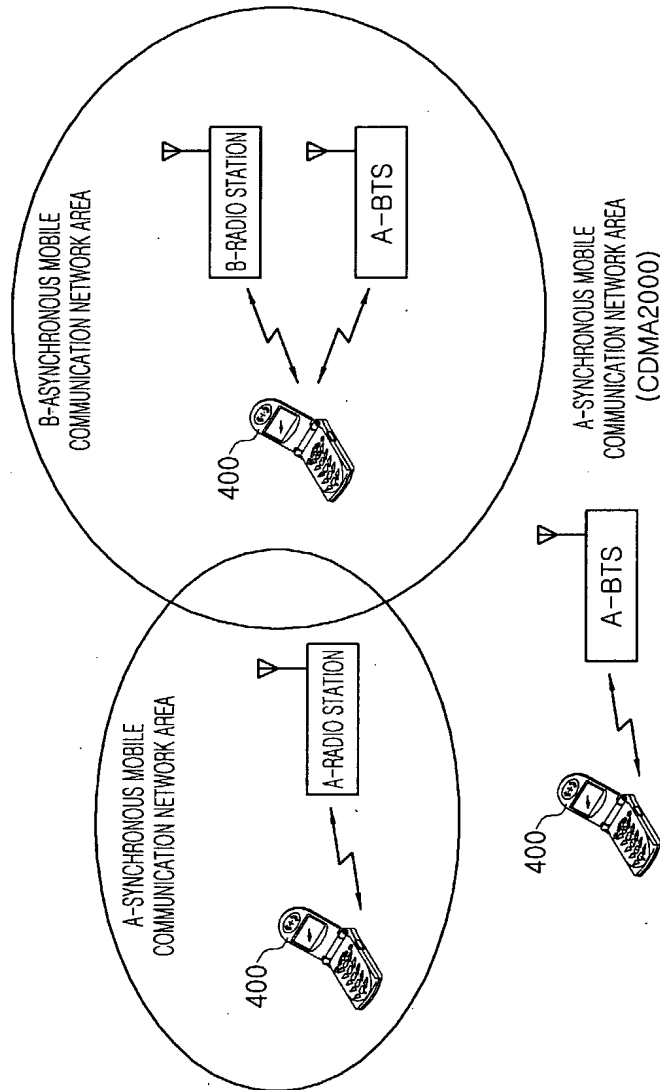 A-SYNCHRONOUS MOBILE
COMMUNICATION NETWORK AREA
400
A-RADIO STATION
B-ASYNCHRONOUS MOBILE
COMMUNICATION NETWORK AREA
400
B-RADIO STATION
A-BTS
400
A-BTS
A-SYNCHRONOUS MOBILE
COMMUNICATION NETWORK AREA
(CDMA2000)